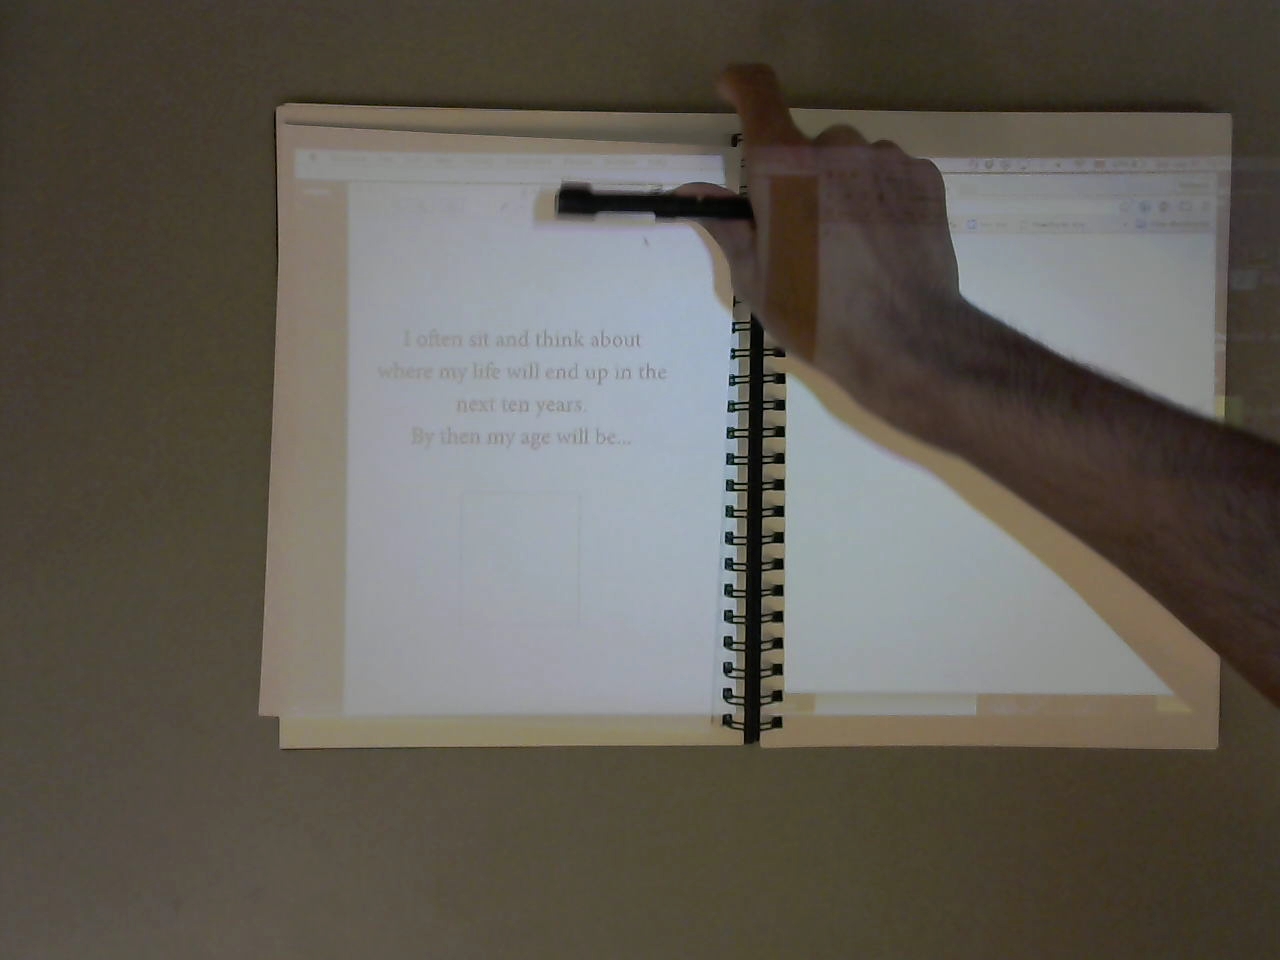 I often sit and think about
where my life will end up in the
next ten years.
By then my age will be...